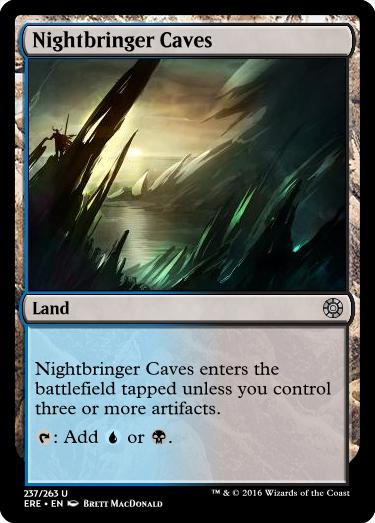 Nightbringer Caves
Land
Nightbringer Caves enters the
battlefield tapped unless you control
three or more artifacts.
: Add or .
237/263 U
ERE • EN Brett MacDonald
™ & © 2016 Wizards of the Coast